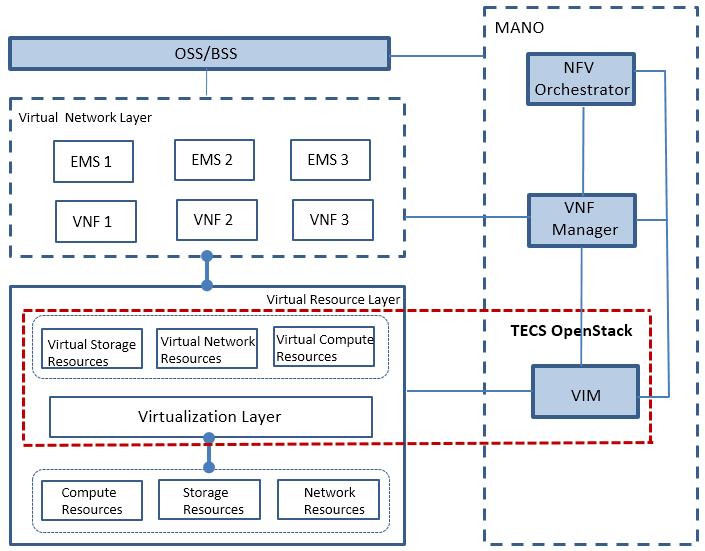 MANO
OSS/BSS
NFV
Orchestrator
Virtual Network Layer
EMS 1
EMS 2
EMS 3
VNF 1
VNF 2
VNF 3
VNF
Manager
Virtual Resource Layer
TECS OpenStack
Virtual Storage
Resources
Virtual Network
Resources
Virtual Compute
Resources
VIM
Virtualization Layer
Compute
Resources
Storage
Resources
Network
Resources